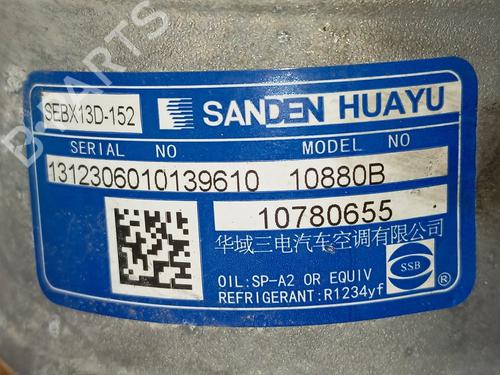 SEBX13D-152
SANDEN HUAYU
SERIAL NO MODEL NO
1312306010139610 10880B
10780655
华域三电汽车空调有限公司
OIL:SP-A2 OR EQUIV
REFRIGERANT:R1234yf
SSB
®
B-PARTS